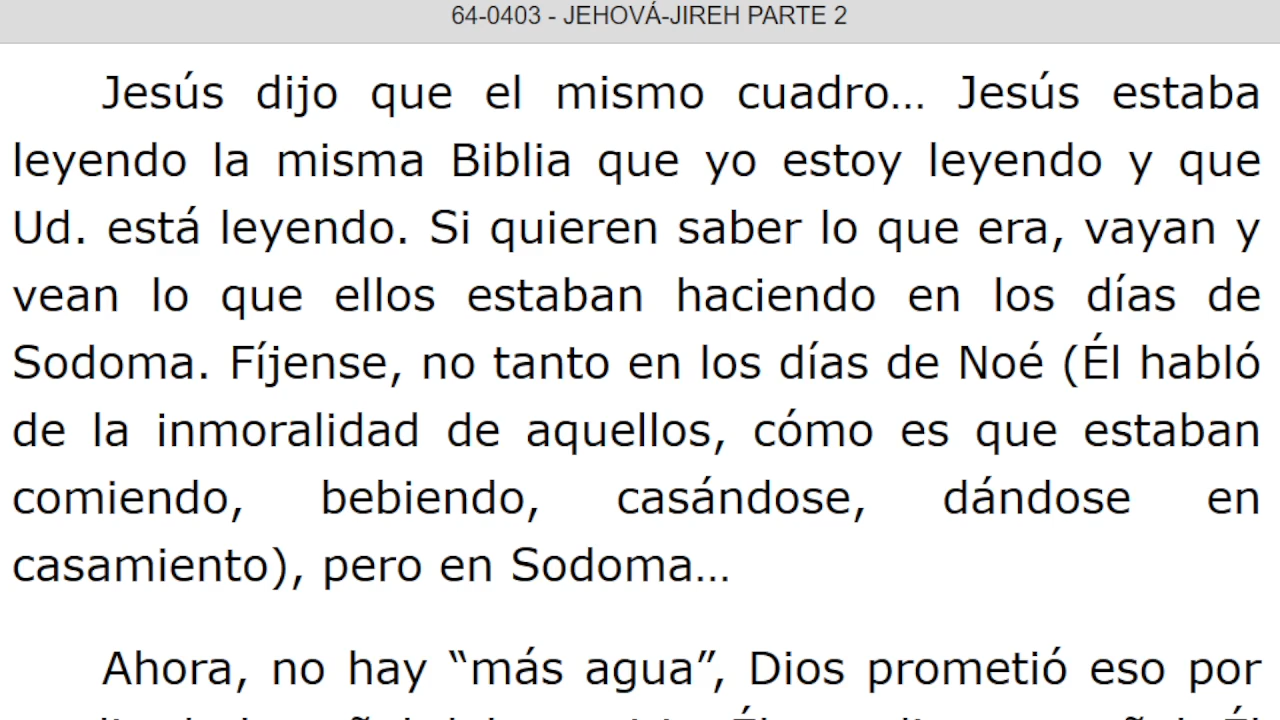 64-0403 - JEHOVÁ-JIREH PARTE 2
Jesús dijo que el mismo cuadro... Jesús estaba
leyendo la misma Biblia que yo estoy leyendo y que
Ud. está leyendo. Si quieren saber lo que era, vayan y
vean lo que ellos estaban haciendo en los días de
Sodoma. Fíjense, no tanto en los días de Noé (Él habló
de la inmoralidad de aquellos, cómo es que estaban
comiendo, bebiendo, casándose, dándose en
casamiento), pero en Sodoma...
Ahora, no hay “más agua”, Dios prometió eso por